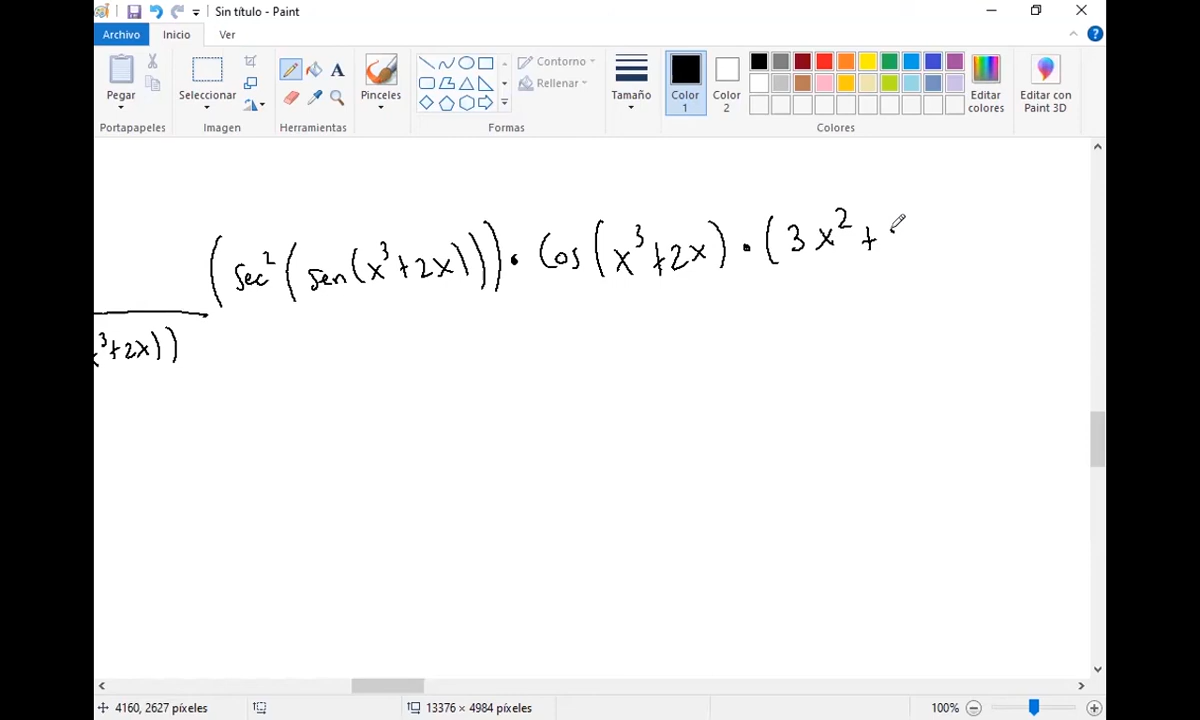 Sin título - Paint
Archivo Inicio Ver
Pegar
Portapapeles
Seleccionar
Imagen
A
Herramientas
Pinceles
Contorno
Rellenar
Formas
Tamaño
Color 1
Color 2
Editar colores
Colores
Editar con Paint 3D
(sec²(sen(x³+2x)))·cos(x³+2x)·(3x²+
x³+2x))
4160, 2627 píxeles 13376 × 4984 píxeles 100%